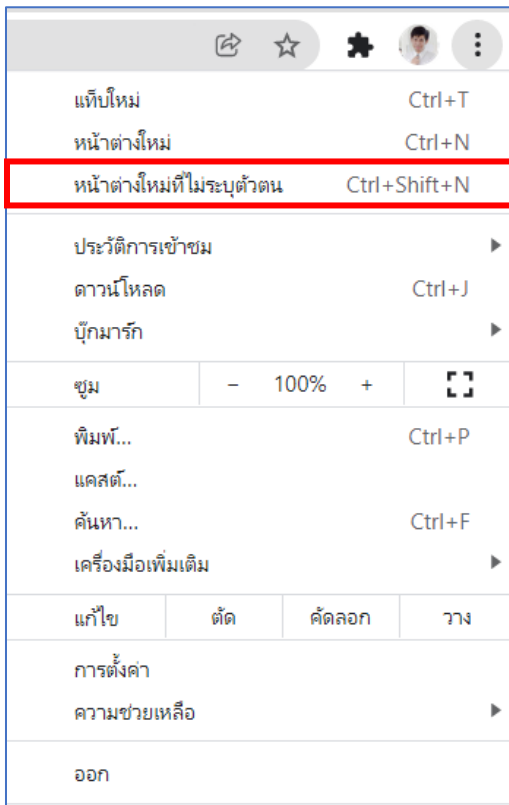 แท็บใหม่ Ctrl+T
หน้าต่างใหม่ Ctrl+N
หน้าต่างใหม่ที่ไม่ระบุตัวตน Ctrl+Shift+N
ประวัติการเข้าชม
ดาวน์โหลด Ctrl+J
บุ๊กมาร์ก
ซูม – 100% +
พิมพ์... Ctrl+P
แคสต์...
ค้นหา... Ctrl+F
เครื่องมือเพิ่มเติม
แก้ไข ตัด คัดลอก วาง
การตั้งค่า
ความช่วยเหลือ
ออก